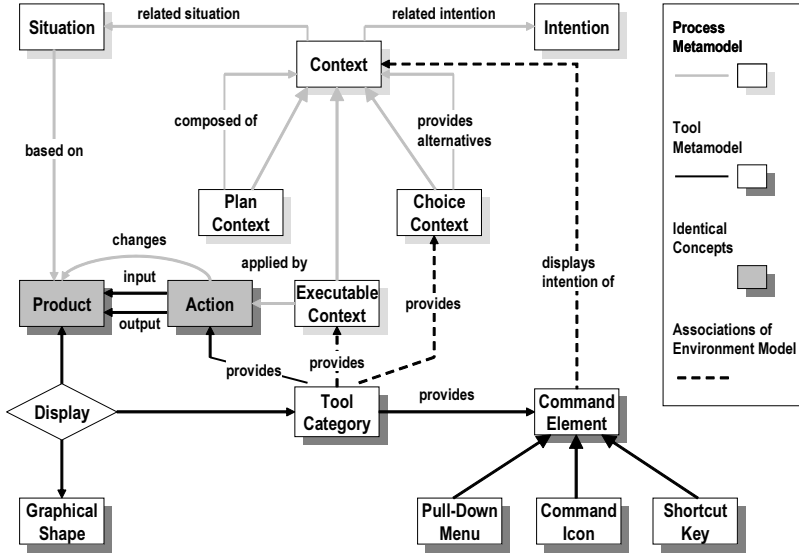 related situation
related intention
Situation
Context
Intention
composed of
provides
alternatives
based on
Plan
Context
Choice
Context
changes
input
output
applied by
displays
intention of
Product
Action
Executable
Context
provides
provides
provides
Display
Tool
Category
provides
Command
Element
Graphical
Shape
Pull-Down
Menu
Command
Icon
Shortcut
Key
Process
Metamodel
Tool
Metamodel
Identical
Concepts
Associations of
Environment Model